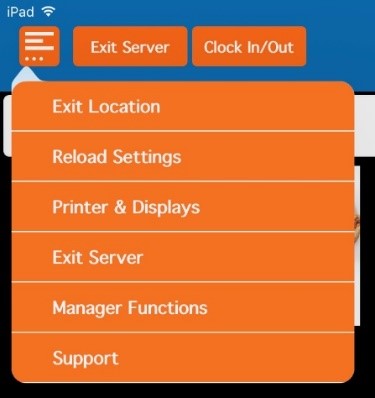 iPad
Exit Server Clock In/Out
Exit Location
Reload Settings
Printer & Displays
Exit Server
Manager Functions
Support